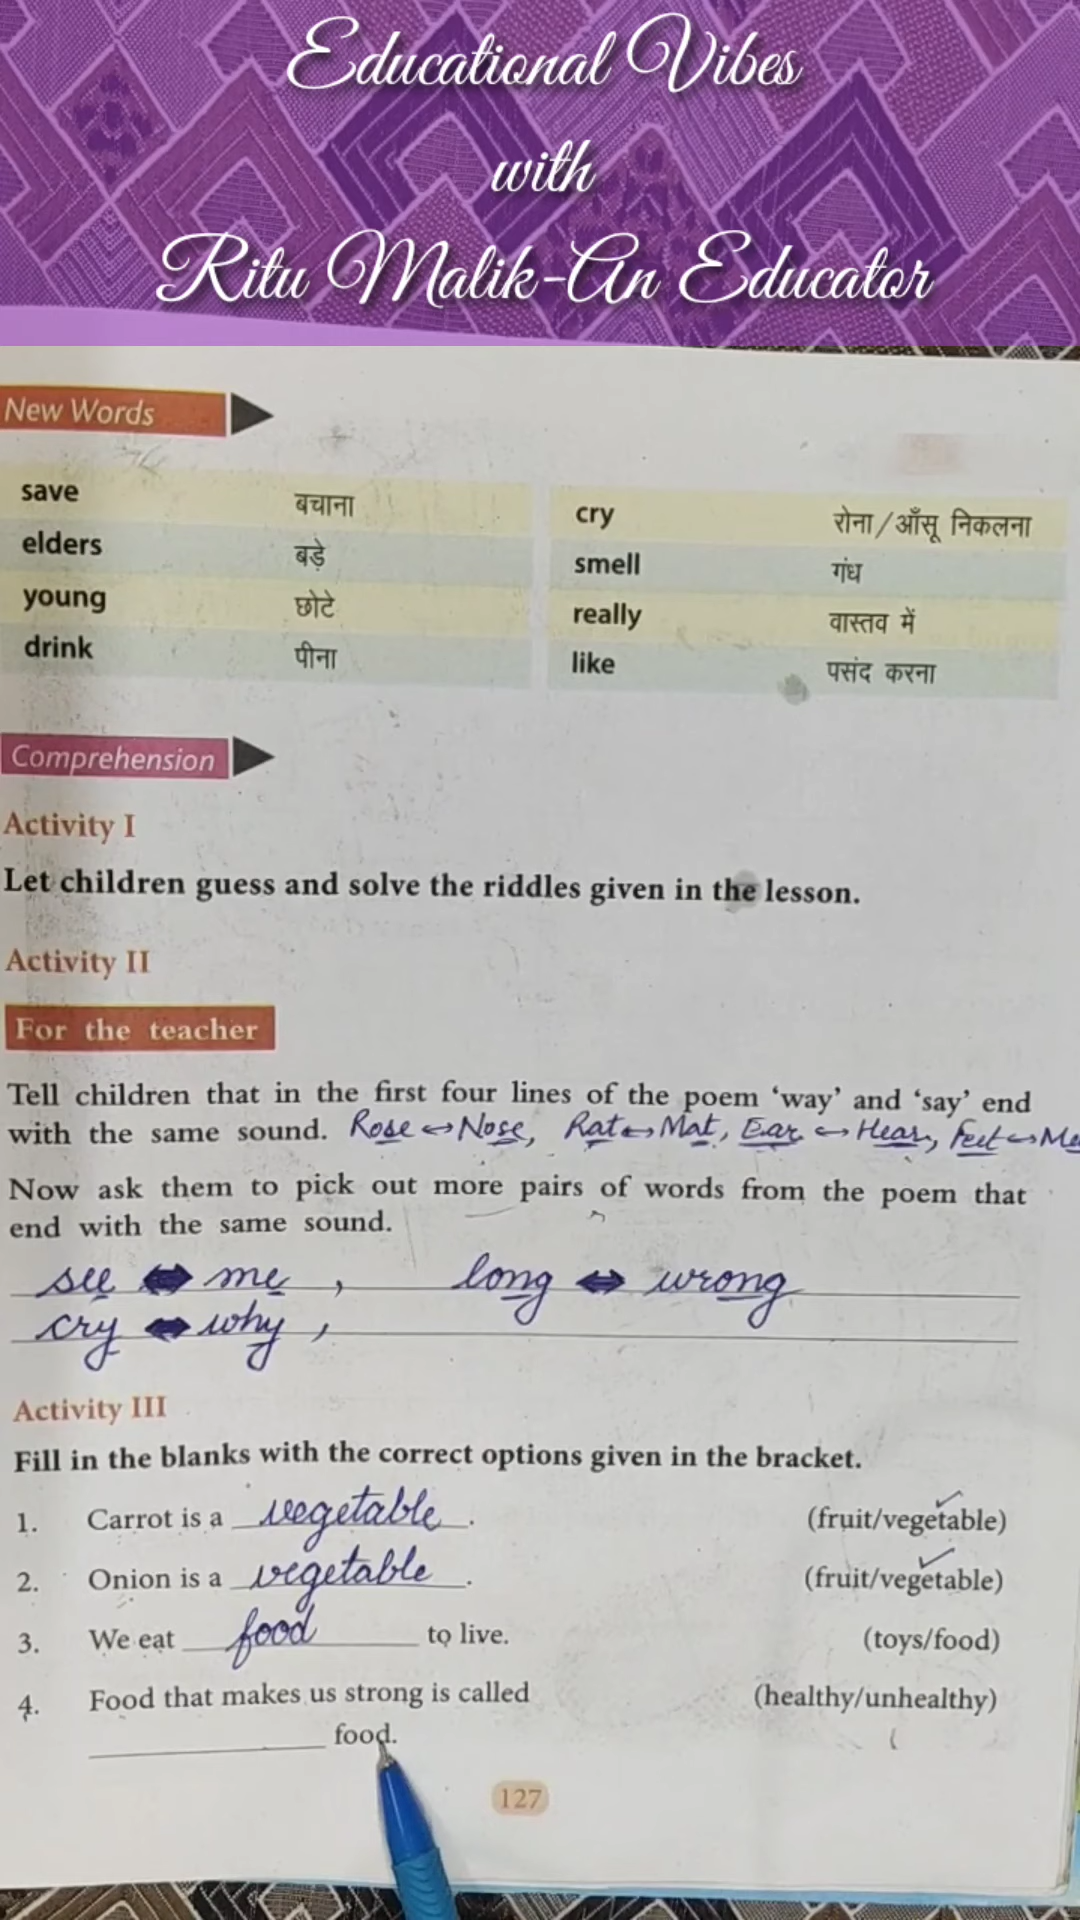 Educational Vibes
with
Ritu Malik-An Educator
New Words
save बचाना
elders बड़े
young छोटे
drink पीना
cry रोना/आँसू निकलना
smell गंध
really वास्तव में
like पसंद करना
Comprehension
Activity I
Let children guess and solve the riddles given in the lesson.
Activity II
For the teacher
Tell children that in the first four lines of the poem ‘way’ and ‘say’ end
with the same sound. Rose ↔ Nose, Rat ↔ Mat, Ear ↔ Hear, Feet ↔
Now ask them to pick out more pairs of words from the poem that
end with the same sound.
see ↔ me, long ↔ wrong
cry ↔ why,
Activity III
Fill in the blanks with the correct options given in the bracket.
1. Carrot is a vegetable. (fruit/vegetable)
2. Onion is a vegetable. (fruit/vegetable)
3. We eat food to live. (toys/food)
4. Food that makes us strong is called (healthy/unhealthy)
food.
127